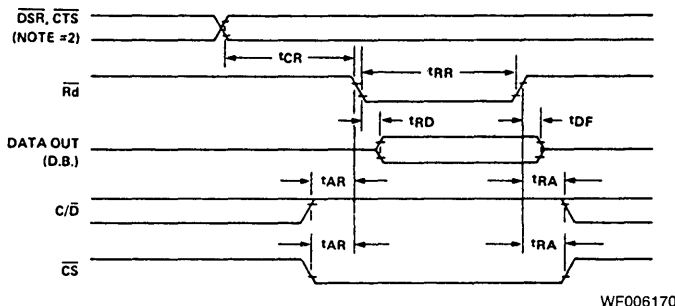 DSR, CTS
(NOTE =2)
tCR
tRR
Rd
tRD
tDF
DATA OUT
(D.B.)
tAR
tRA
C/D
tAR
tRA
CS
WF006170